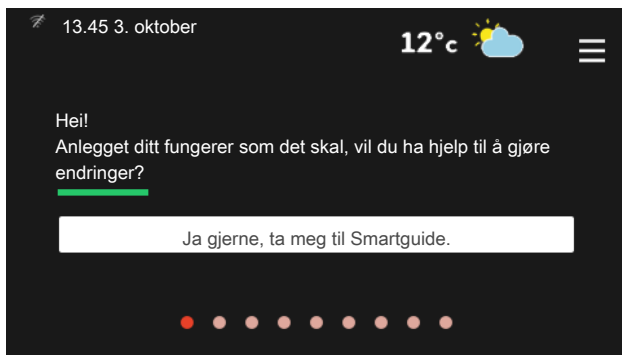 13.45 3. oktober
12°c
Hei!
Anlegget ditt fungerer som det skal, vil du ha hjelp til å gjøre
endringer?
Ja gjerne, ta meg til Smartguide.